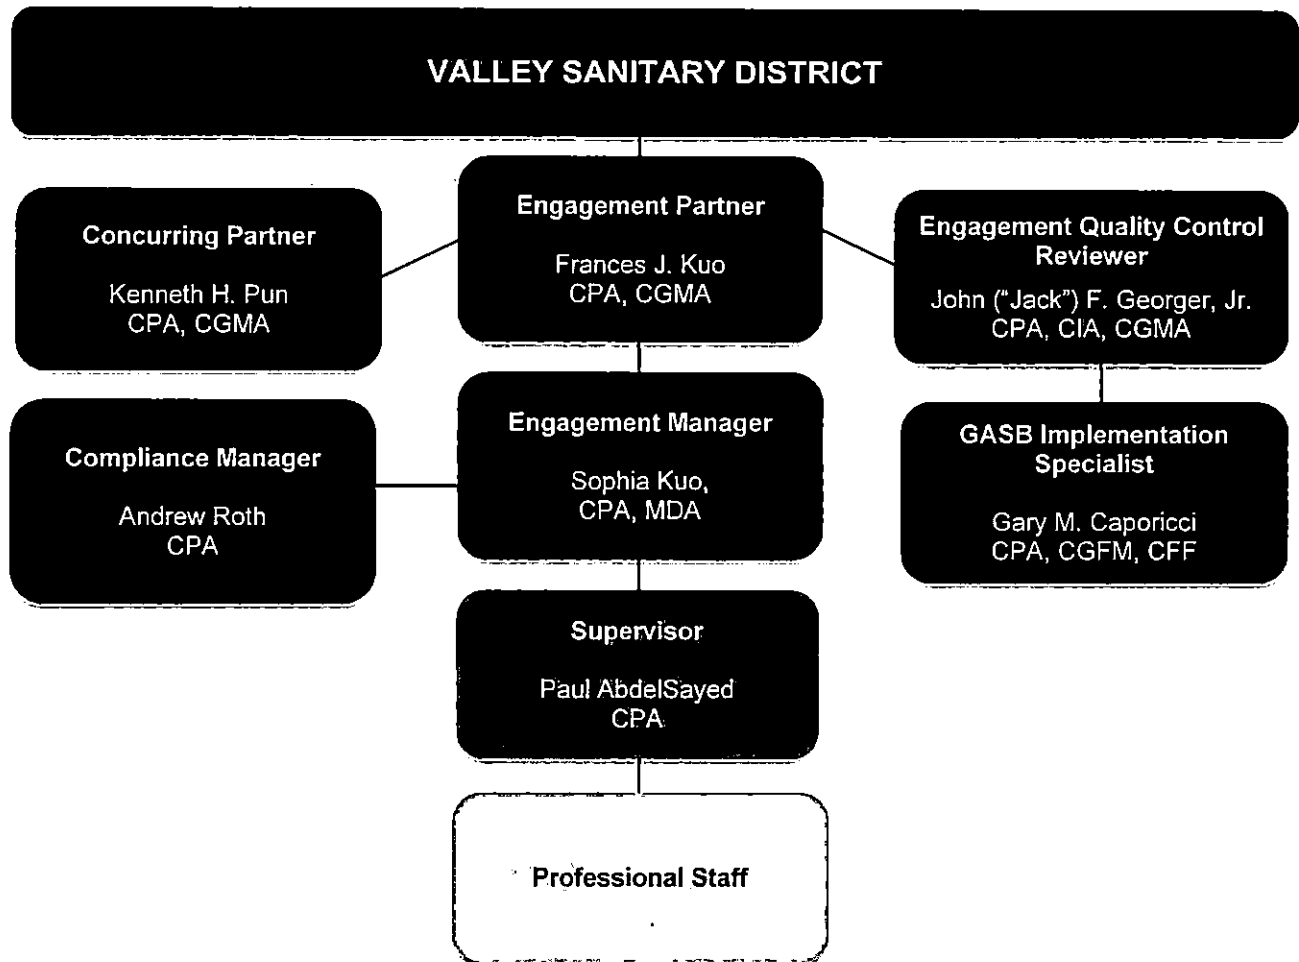 VALLEY SANITARY DISTRICT
Concurring Partner
Kenneth H. Pun
CPA, CGMA
Engagement Partner
Frances J. Kuo
CPA, CGMA
Engagement Quality Control
Reviewer
John ("Jack") F. Georger, Jr.
CPA, CIA, CGMA
Compliance Manager
Andrew Roth
CPA
Engagement Manager
Sophia Kuo,
CPA, MDA
GASB Implementation
Specialist
Gary M. Caporicci
CPA, CGFM, CFF
Supervisor
Paul AbdelSayed
CPA
Professional Staff